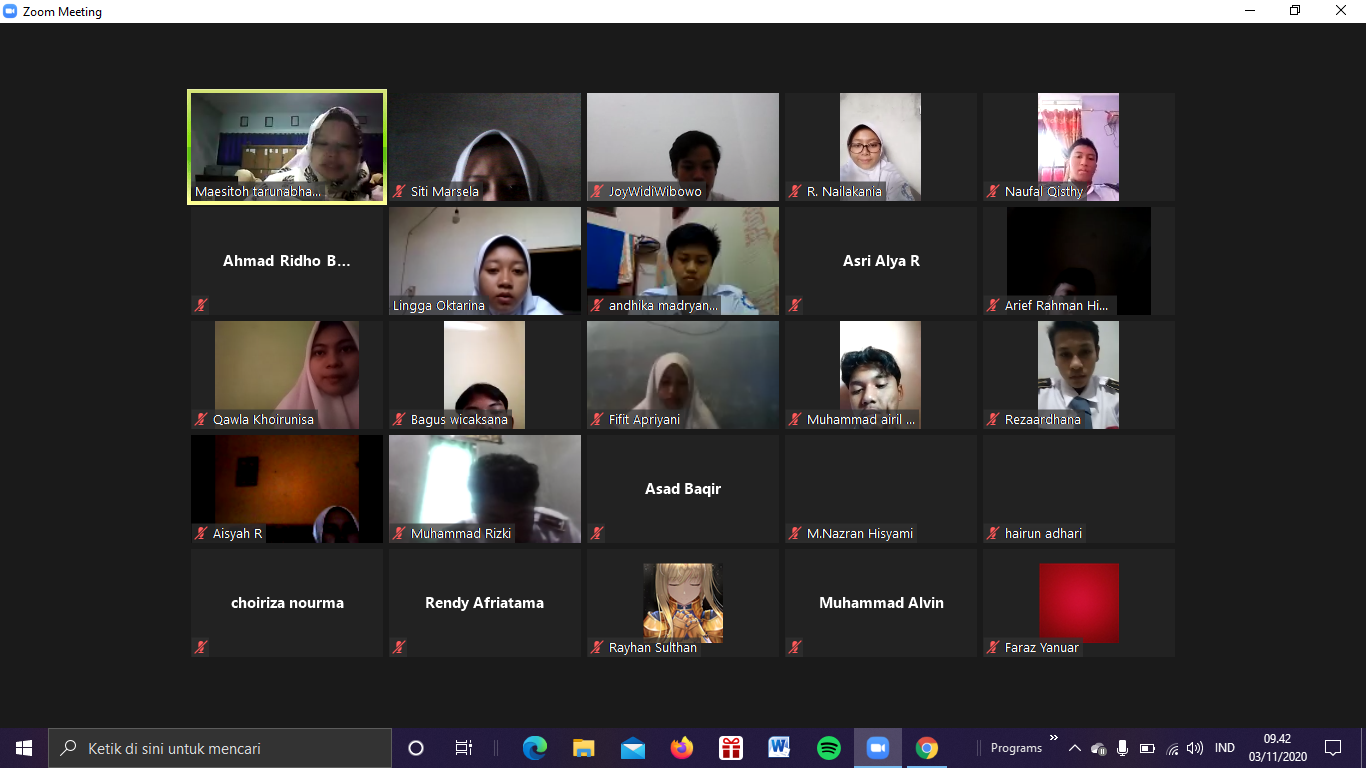 Zoom Meeting
Maesitoh tarunabha...
Siti Marsela
JoyWidiWibowo
R. Nailakania
Naufal Qisthy
Ahmad Ridho B...
Lingga Oktarina
andhika madryan...
Asri Alya R
Arief Rahman Hi...
Qawla Khoirunisa
Bagus wicaksana
Fifit Apriyani
Muhammad airil ...
Rezaardhana
Aisyah R
Muhammad Rizki
Asad Baqir
M.Nazran Hisyami
hairun adhari
choiriza nourma
Rendy Afriatama
Rayhan Sulthan
Muhammad Alvin
Faraz Yanuar
Ketik di sini untuk mencari
Programs
IND
09.42
03/11/2020